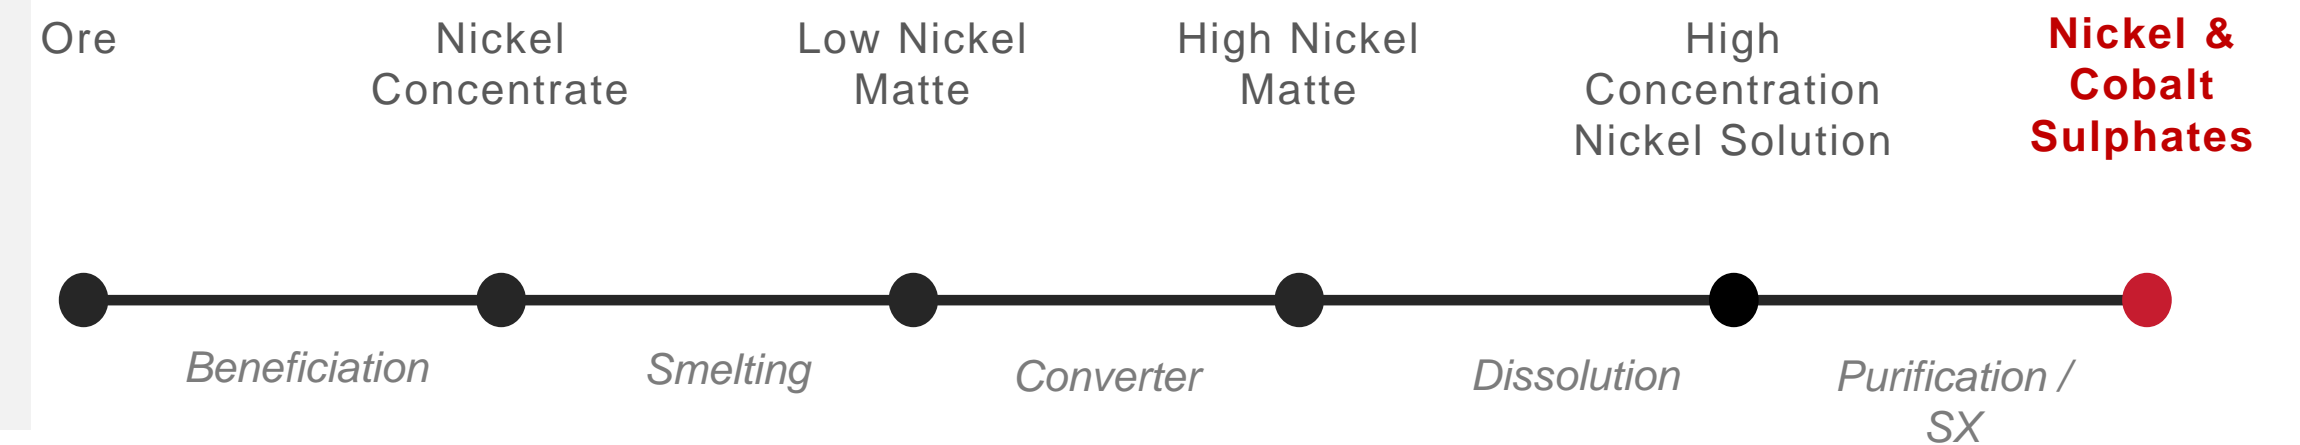 Ore
Nickel
Concentrate
Low Nickel
Matte
High Nickel
Matte
High
Concentration
Nickel Solution
Nickel &
Cobalt
Sulphates
Beneficiation
Smelting
Converter
Dissolution
Purification /
SX